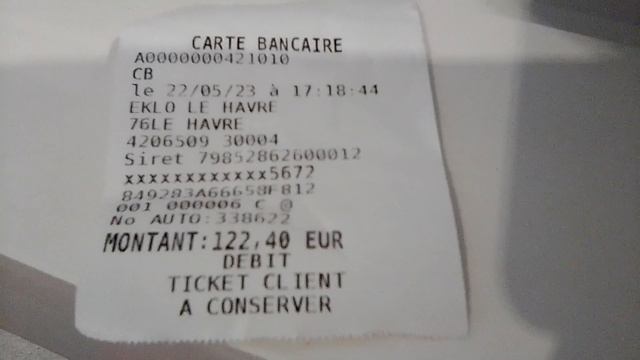 CARTE BANCAIRE
A0000000421010
CB
le 22/05/23 à 17:18:44
EKLO LE HAVRE
76LE HAVRE
4206509 30004
Siret 79852862600012
xxxxxxxxxxxx5672
849283A66658F812
001 000006 C @
No AUTO:338622
MONTANT:122,40 EUR
DEBIT
TICKET CLIENT
A CONSERVER